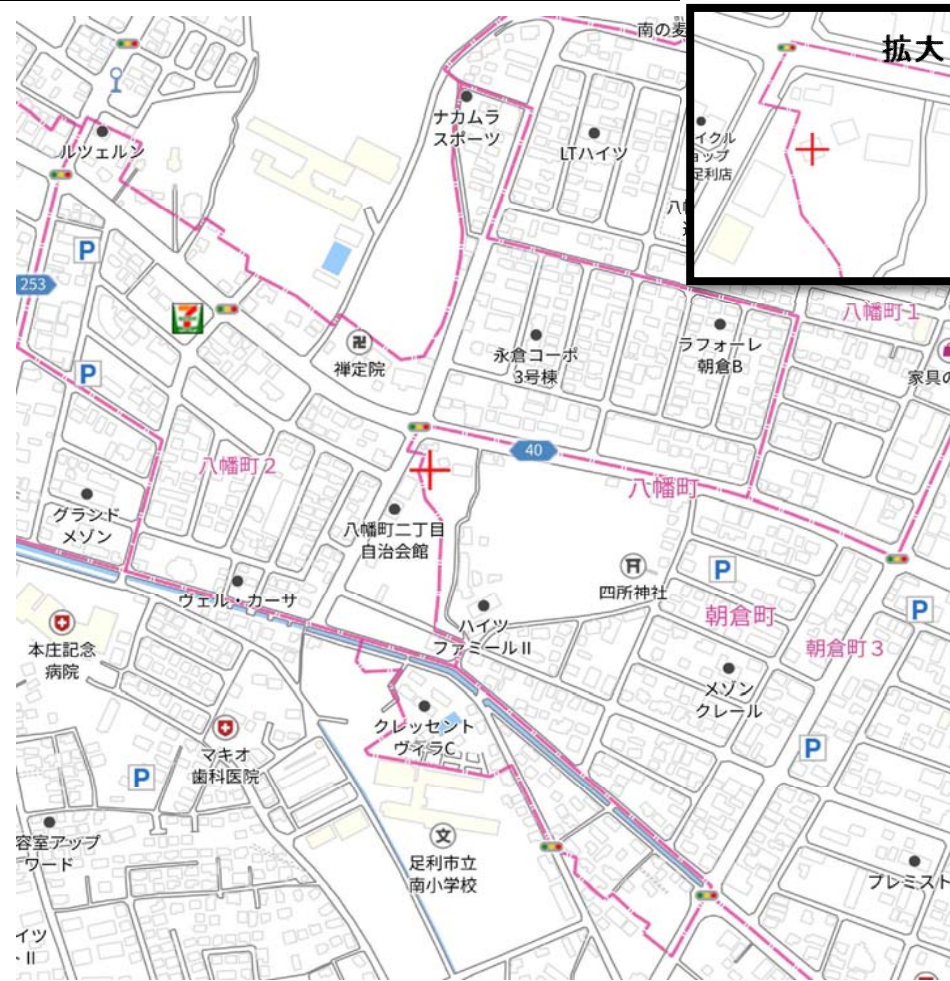 南の麦
拡大
イクル
ョップ
足利店
ナカムラ
スポーツ
ルツェルン
LTハイツ
八幡
P
253
7
八幡町1
永倉コーポ
3号棟
ラフォーレ
朝倉B
禅定院
家具の
P
40
八幡町2
八幡町
グランド
メゾン
八幡町二丁目
自治会館
四所神社
P
P
ヴェル・カーサ
朝倉町
ハイツ
ファミールⅡ
朝倉町3
本庄記念
病院
メゾン
クレール
クレッセント
ヴィラC
マキオ
歯科医院
P
P
文
足利市立
南小学校
容室アップ
ワード
プレミスト
イツ
Ⅱ